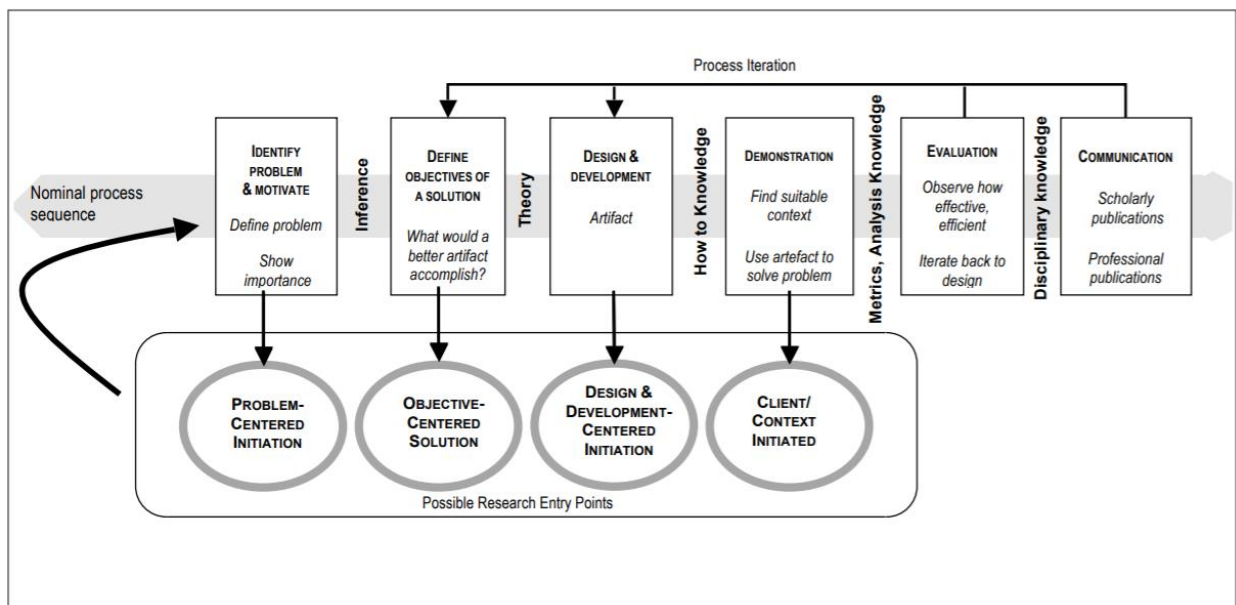 Process Iteration
Nominal process
sequence
IDENTIFY
PROBLEM
& MOTIVATE
Define problem
Show
importance
Inference
DEFINE
OBJECTIVES OF
A SOLUTION
What would a
better artifact
accomplish?
Theory
DESIGN &
DEVELOPMENT
Artifact
How to Knowledge
DEMONSTRATION
Find suitable
context
Use artefact to
solve problem
Metrics, Analysis Knowledge
EVALUATION
Observe how
effective,
efficient
Iterate back to
design
Disciplinary knowledge
COMMUNICATION
Scholarly
publications
Professional
publications
PROBLEM-
CENTERED
INITIATION
OBJECTIVE-
CENTERED
SOLUTION
DESIGN &
DEVELOPMENT-
CENTERED
INITIATION
CLIENT/
CONTEXT
INITIATED
Possible Research Entry Points